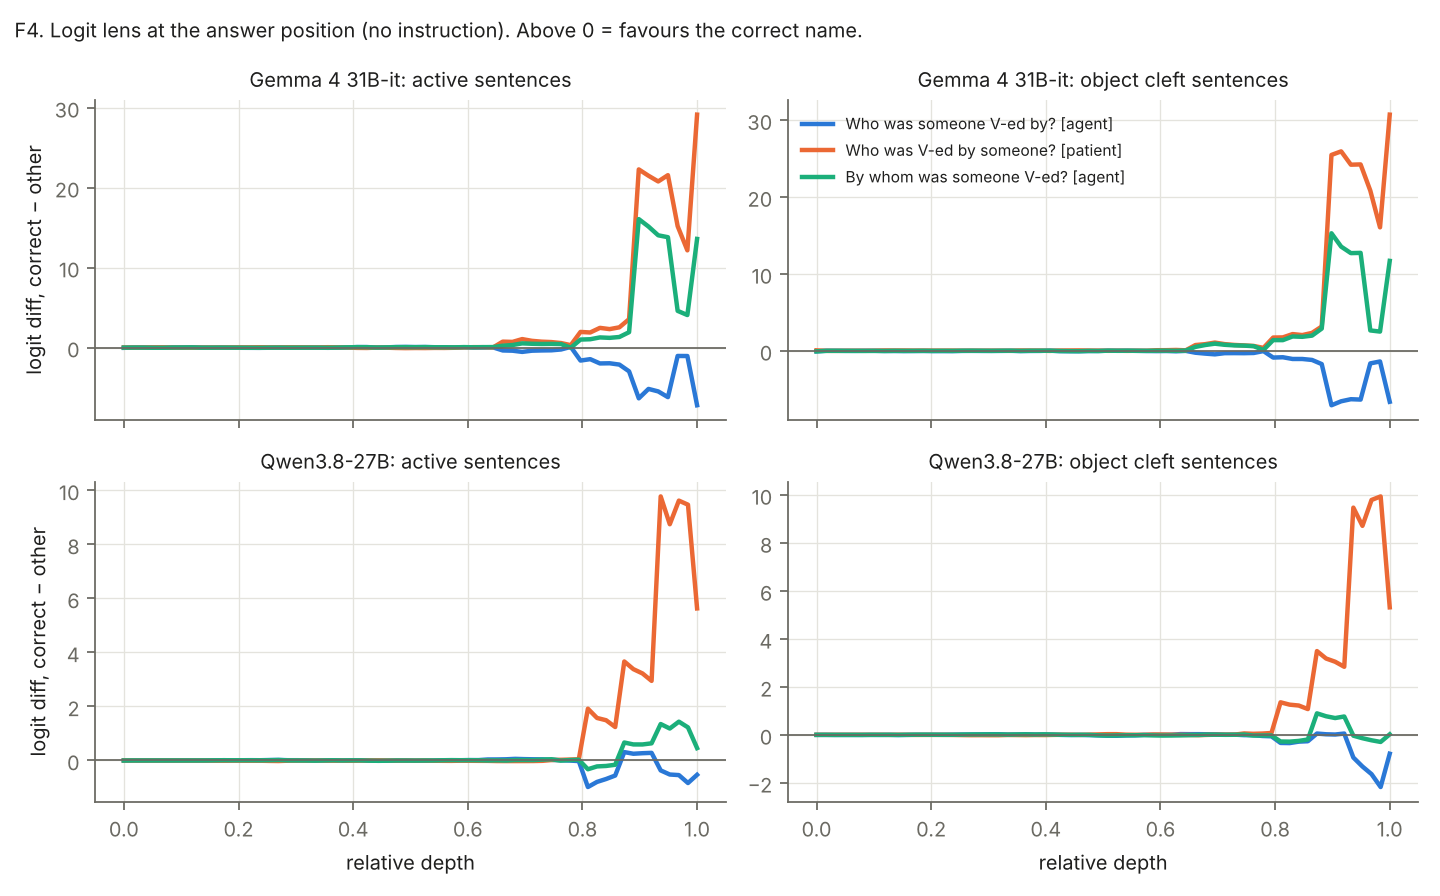 F4. Logit lens at the answer position (no instruction). Above 0 = favours the correct name.
Gemma 4 31B-it: active sentences
30
20
10
0
logit diff, correct − other
Gemma 4 31B-it: object cleft sentences
Who was someone V-ed by? [agent]
Who was V-ed by someone? [patient]
By whom was someone V-ed? [agent]
30
20
10
0
Qwen3.8-27B: active sentences
10
8
6
4
2
0
logit diff, correct − other
0.0 0.2 0.4 0.6 0.8 1.0
relative depth
Qwen3.8-27B: object cleft sentences
10
8
6
4
2
0
−2
0.0 0.2 0.4 0.6 0.8 1.0
relative depth